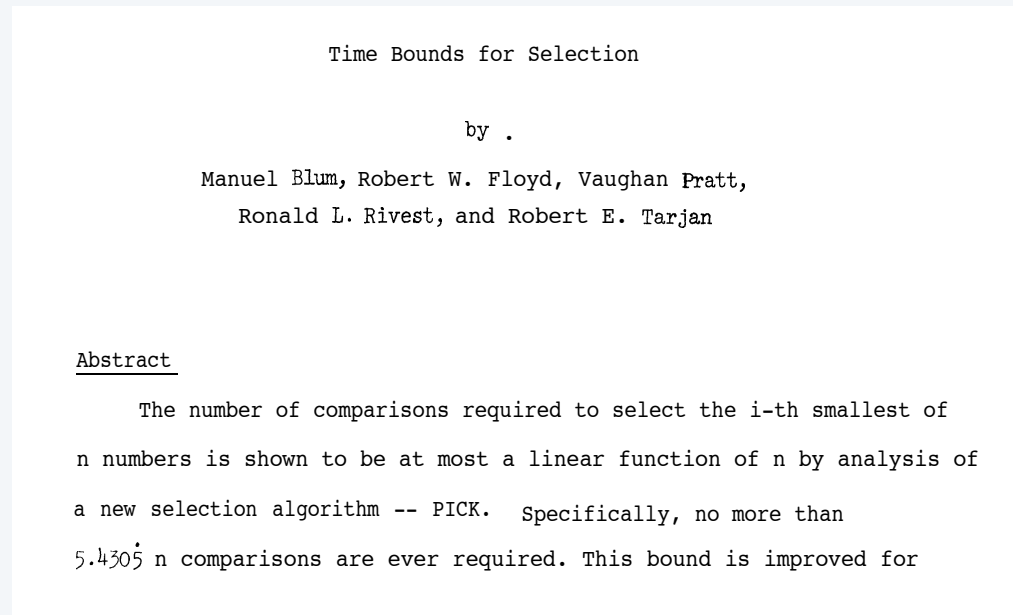 Time Bounds for Selection
by .
Manuel Blum, Robert W. Floyd, Vaughan Pratt,
Ronald L. Rivest, and Robert E. Tarjan
Abstract
The number of comparisons required to select the i-th smallest of
n numbers is shown to be at most a linear function of n by analysis of
a new selection algorithm -- PICK. Specifically, no more than
5.4305̇ n comparisons are ever required. This bound is improved for